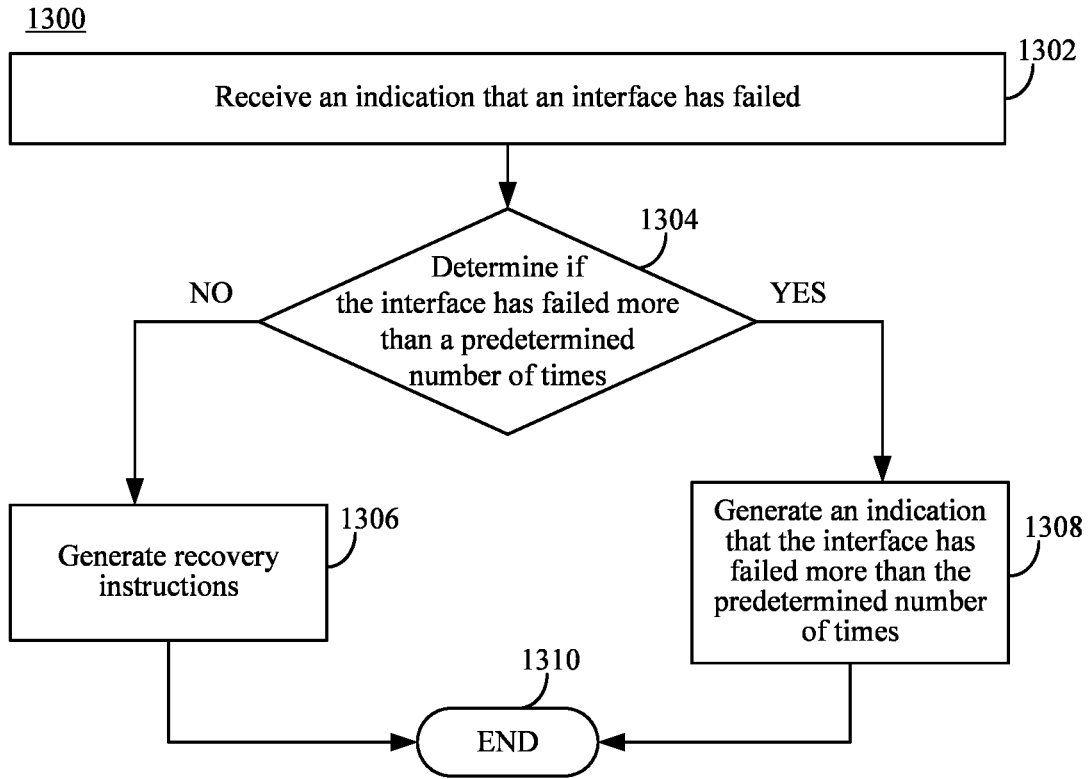 1300
1302
Receive an indication that an interface has failed
1304
Determine if
the interface has failed more
than a predetermined
number of times
NO
YES
1306
Generate recovery
instructions
1308
Generate an indication
that the interface has
failed more than the
predetermined number
of times
1310
END